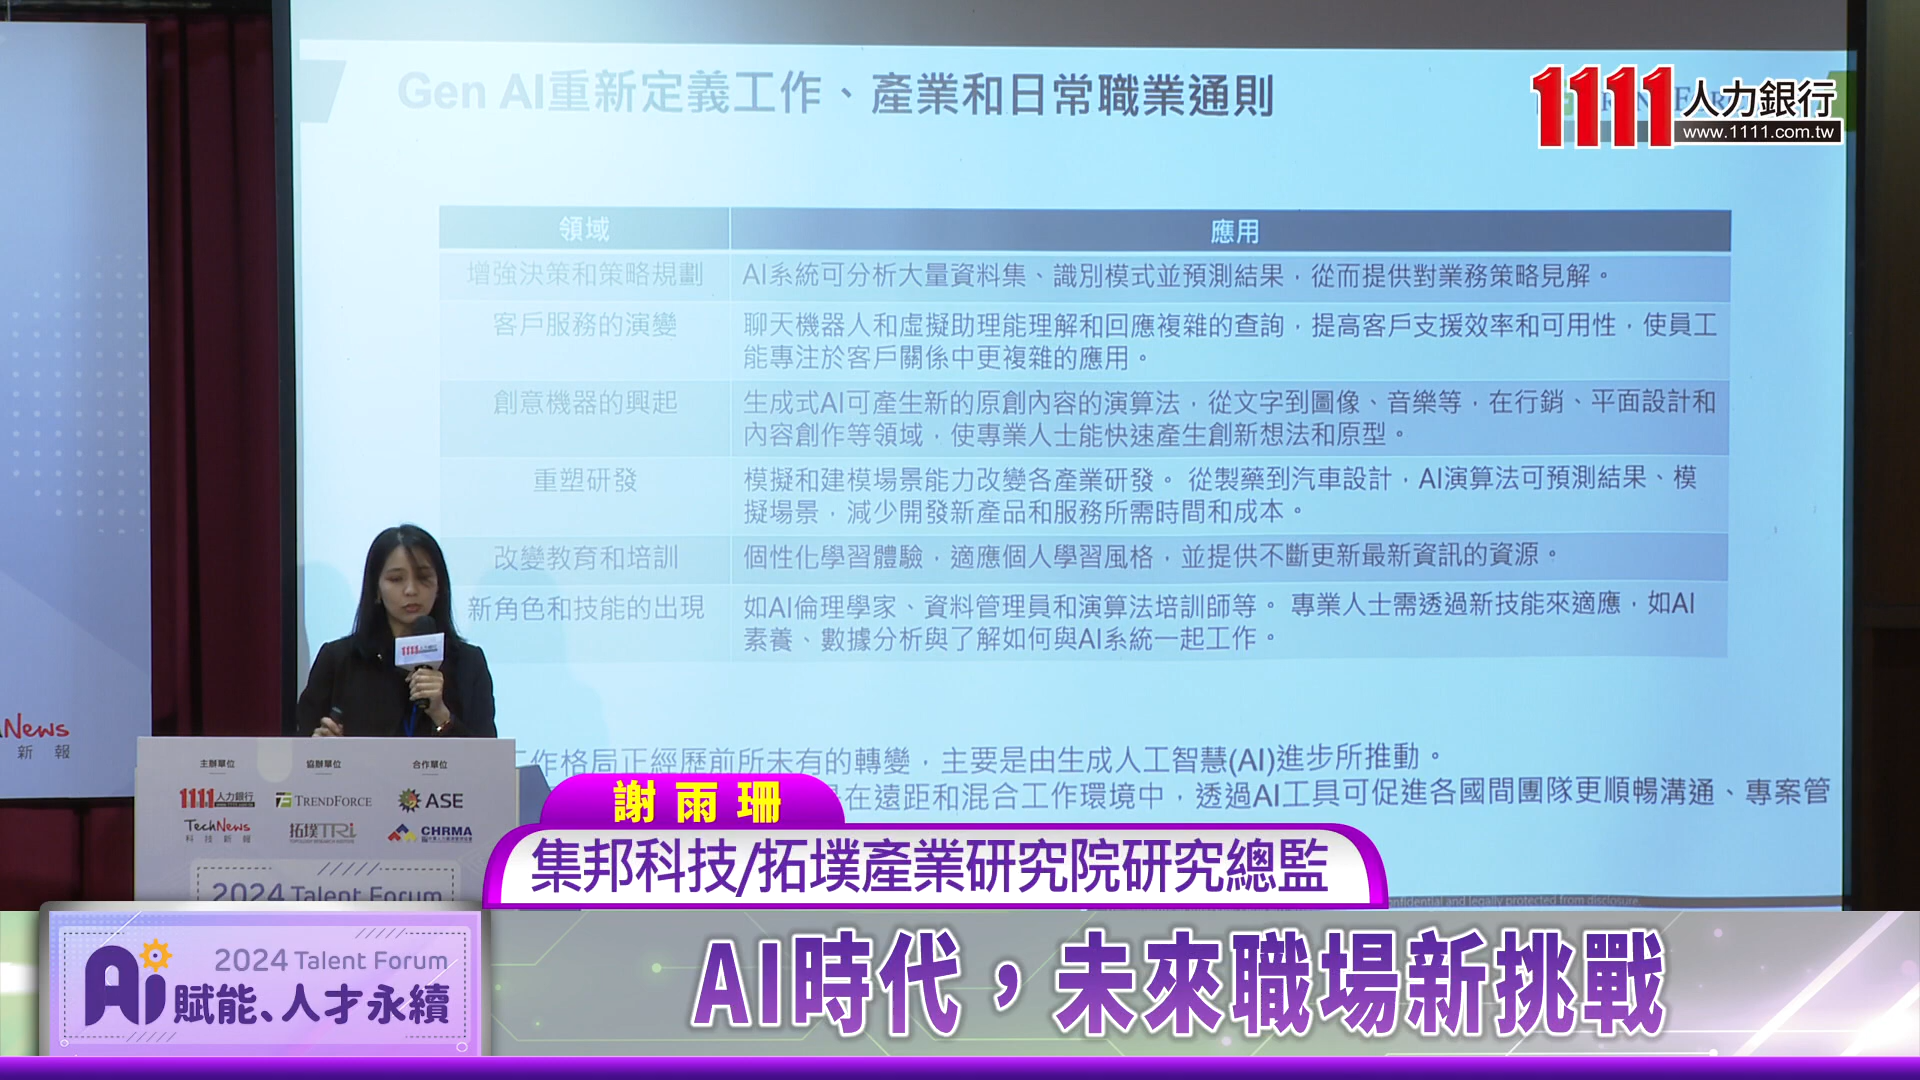 Gen AI重新定義工作、產業和日常職業通則
1111人力銀行
www.1111.com.tw
領域 應用
增強決策和策略規劃 AI系統可分析大量資料集、識別模式並預測結果，從而提供對業務策略見解。
客戶服務的演變 聊天機器人和虛擬助理能理解和回應複雜的查詢，提高客戶支援效率和可用性，使員工
能專注於客戶關係中更複雜的應用。
創意機器的興起 生成式AI可產生新的原創內容的演算法，從文字到圖像、音樂等，在行銷、平面設計和
內容創作等領域，使專業人士能快速產生創新想法和原型。
重塑研發 模擬和建模場景能力改變各產業研發。 從製藥到汽車設計，AI演算法可預測結果、模
擬場景，減少開發新產品和服務所需時間和成本。
改變教育和培訓 個性化學習體驗，適應個人學習風格，並提供不斷更新最新資訊的資源。
新角色和技能的出現 如AI倫理學家、資料管理員和演算法培訓師等。 專業人士需透過新技能來適應，如AI
素養、數據分析與了解如何與AI系統一起工作。
作格局正經歷前所未有的轉變，主要是由生成人工智慧(AI)進步所推動。
在遠距和混合工作環境中，透過AI工具可促進各國間團隊更順暢溝通、專案管
confidential and legally protected from disclosure.
News
新 報
1111人力銀行
主辦單位 協辦單位 合作單位
1111人力銀行 TRENDFORCE ASE
TechNews 科技新報 拓墣TRi CHRMA
2024 Talent Forum
謝雨珊
集邦科技/拓墣產業研究院研究總監
Ai 2024 Talent Forum
賦能、人才永續
AI時代，未來職場新挑戰